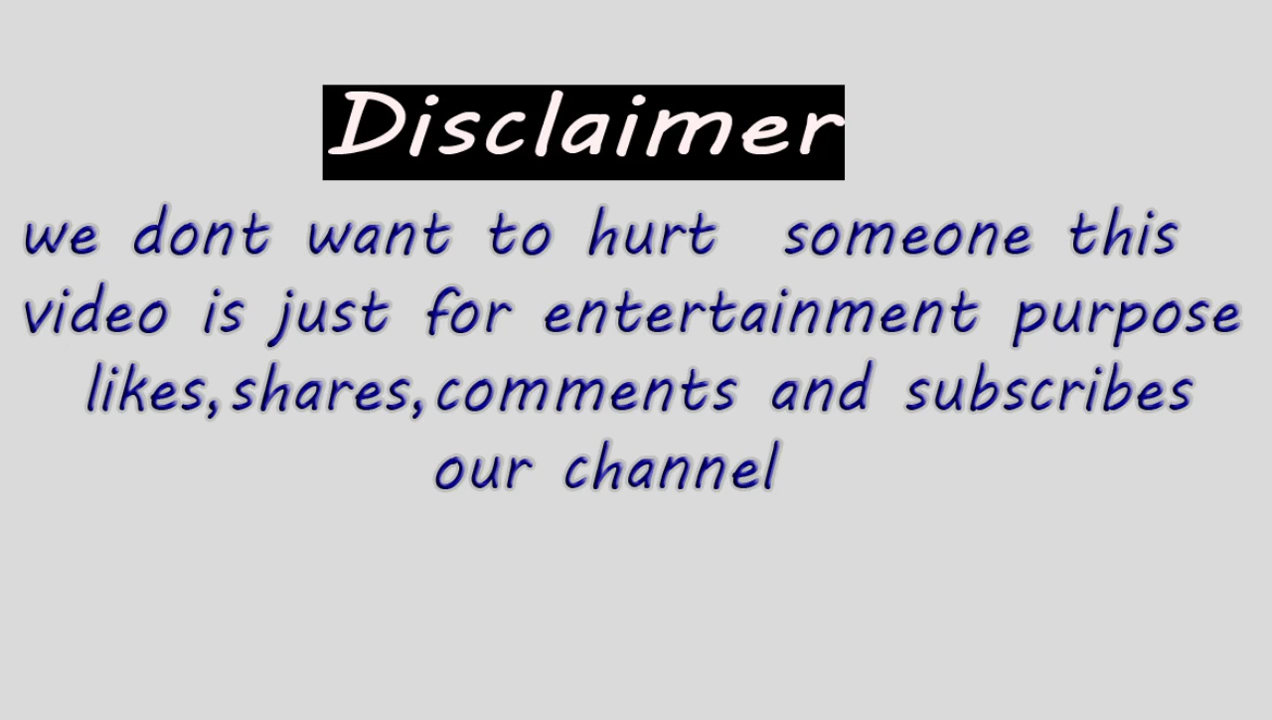 Disclaimer
we dont want to hurt someone this
video is just for entertainment purpose
likes,shares,comments and subscribes
our channel